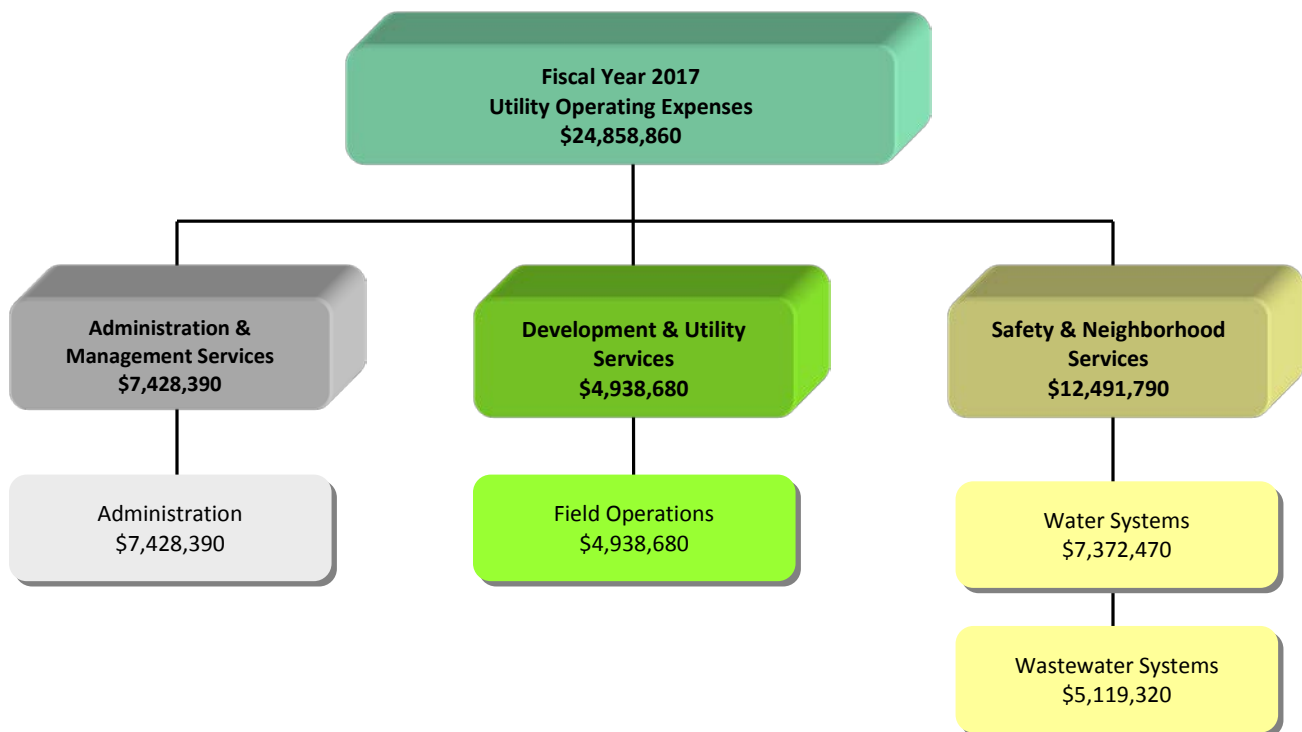 Fiscal Year 2017
Utility Operating Expenses
$24,858,860
Administration &
Management Services
$7,428,390
Development & Utility
Services
$4,938,680
Safety & Neighborhood
Services
$12,491,790
Administration
$7,428,390
Field Operations
$4,938,680
Water Systems
$7,372,470
Wastewater Systems
$5,119,320